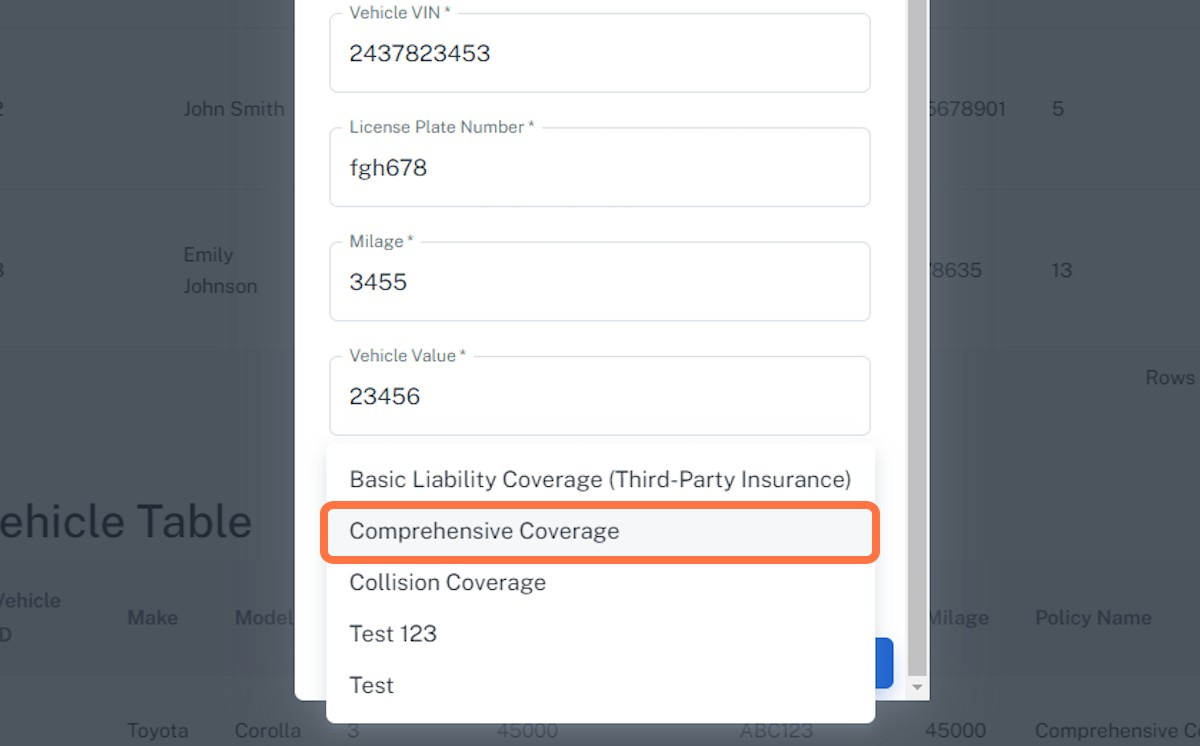 Vehicle VIN *
2437823453
John Smith
5678901
5
License Plate Number *
fgh678
Milage *
Emily
Johnson
3455
78635
13
Vehicle Value *
Rows
23456
Basic Liability Coverage (Third-Party Insurance)
ehicle Table
Comprehensive Coverage
Collision Coverage
Vehicle
D
Make
Model
Milage
Policy Name
Test 123
Test
Toyota
Corolla
3
45000
ABC123
45000
Comprehensive C